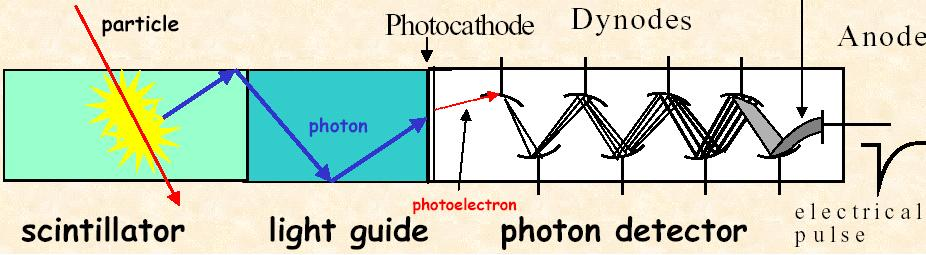 particle
Photocathode
Dynodes
Anode
photon
photoelectron
scintillator
light guide
photon detector
electrical
pulse